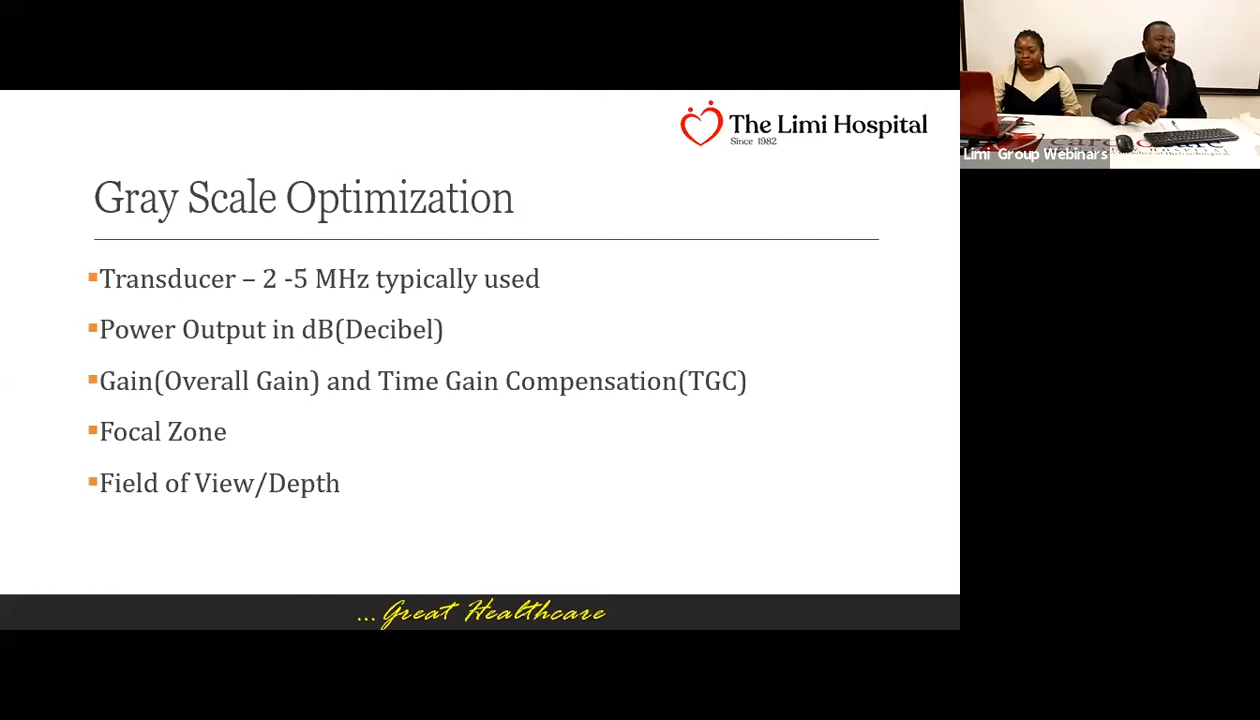 The Limi Hospital
Since 1982
Gray Scale Optimization
▪Transducer – 2 -5 MHz typically used
▪Power Output in dB(Decibel)
▪Gain(Overall Gain) and Time Gain Compensation(TGC)
▪Focal Zone
▪Field of View/Depth
... Great Healthcare
Limi Group Webinars